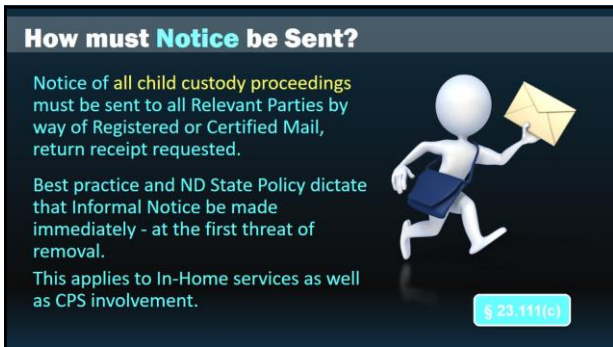 How must Notice be Sent?
Notice of all child custody proceedings
must be sent to all Relevant Parties by
way of Registered or Certified Mail,
return receipt requested.
Best practice and ND State Policy dictate
that Informal Notice be made
immediately - at the first threat of
removal.
This applies to In-Home services as well
as CPS involvement.
§ 23.111(c)